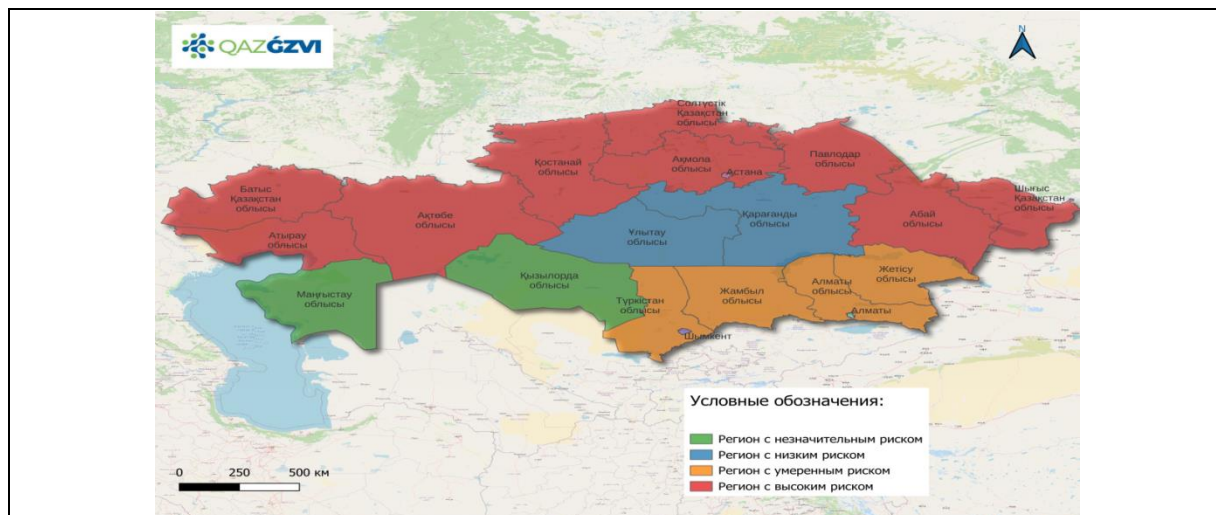 QAZǴZVI
N
Солтүстік
Қазақстан
облысы
Қостанай
облысы
Ақмола
облысы
Астана
Павлодар
облысы
Батыс
Қазақстан
облысы
Ақтөбе
облысы
Атырау
облысы
Шығыс
Қазақстан
облысы
Абай
облысы
Ұлытау
облысы
Қарағанды
облысы
Маңғыстау
облысы
Қызылорда
облысы
Түркістан
облысы
Жамбыл
облысы
Алматы
облысы
Жетісу
облысы
Алматы
Шымкент
Условные обозначения:
Регион с незначительным риском
Регион с низким риском
Регион с умеренным риском
Регион с высоким риском
0 250 500 км